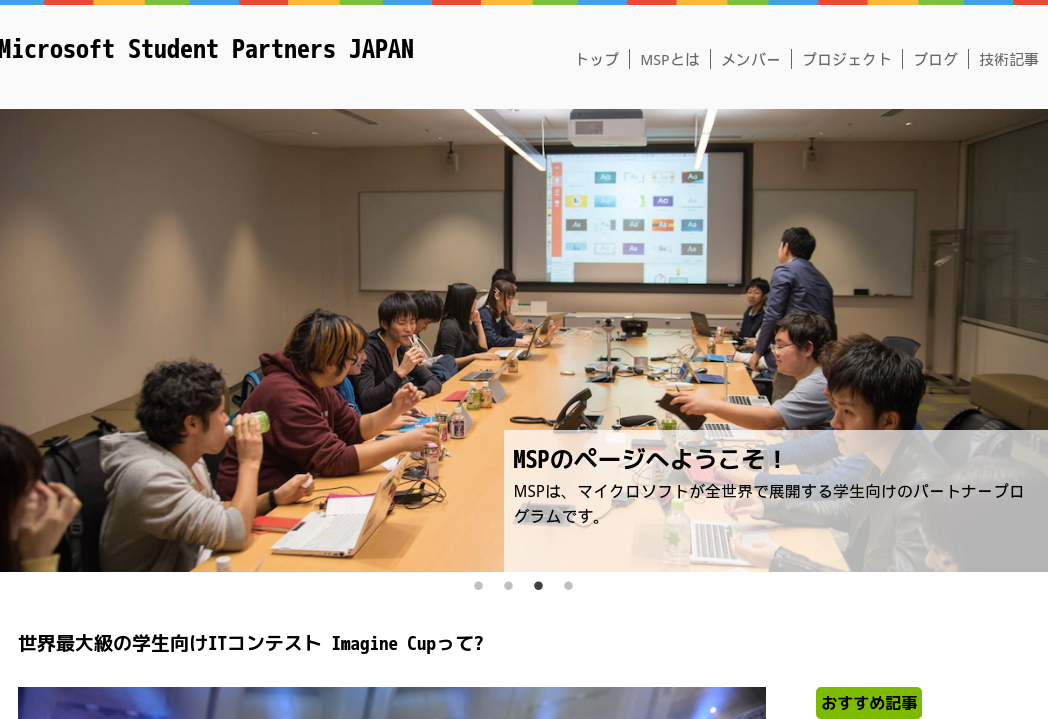 Microsoft Student Partners JAPAN
トップ
MSPとは
メンバー
プロジェクト
ブログ
技術記事
MSPのページへようこそ！
MSPは、マイクロソフトが全世界で展開する学生向けのパートナープロ
グラムです。
世界最大級の学生向けITコンテスト Imagine Cupって?
おすすめ記事